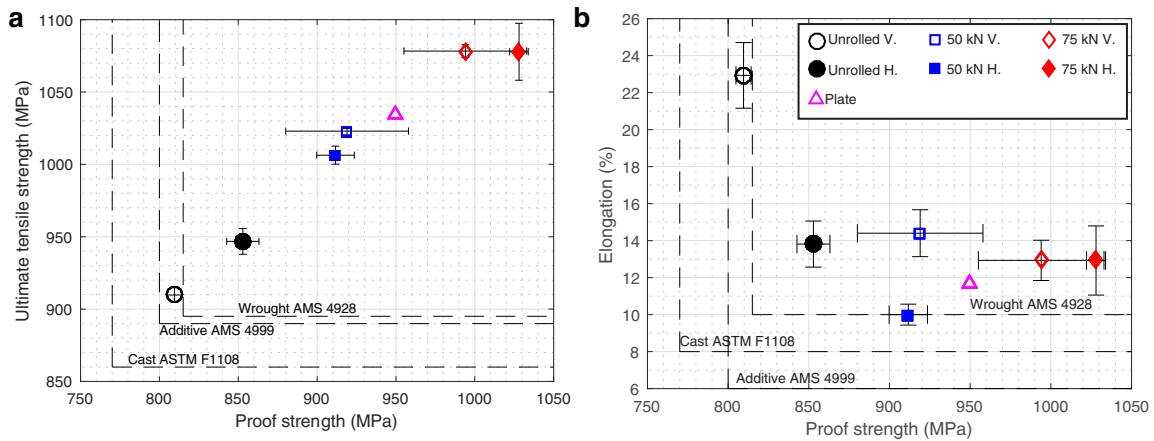 a
1100
1050
1000
950
900
850
Ultimate tensile strength (MPa)
Wrought AMS 4928
Additive AMS 4999
Cast ASTM F1108
750 800 850 900 950 1000 1050
Proof strength (MPa)
b
26
24
22
20
18
16
14
12
10
8
6
Elongation (%)
Unrolled V. 50 kN V. 75 kN V.
Unrolled H. 50 kN H. 75 kN H.
Plate
Wrought AMS 4928
Cast ASTM F1108
Additive AMS 4999
750 800 850 900 950 1000 1050
Proof strength (MPa)